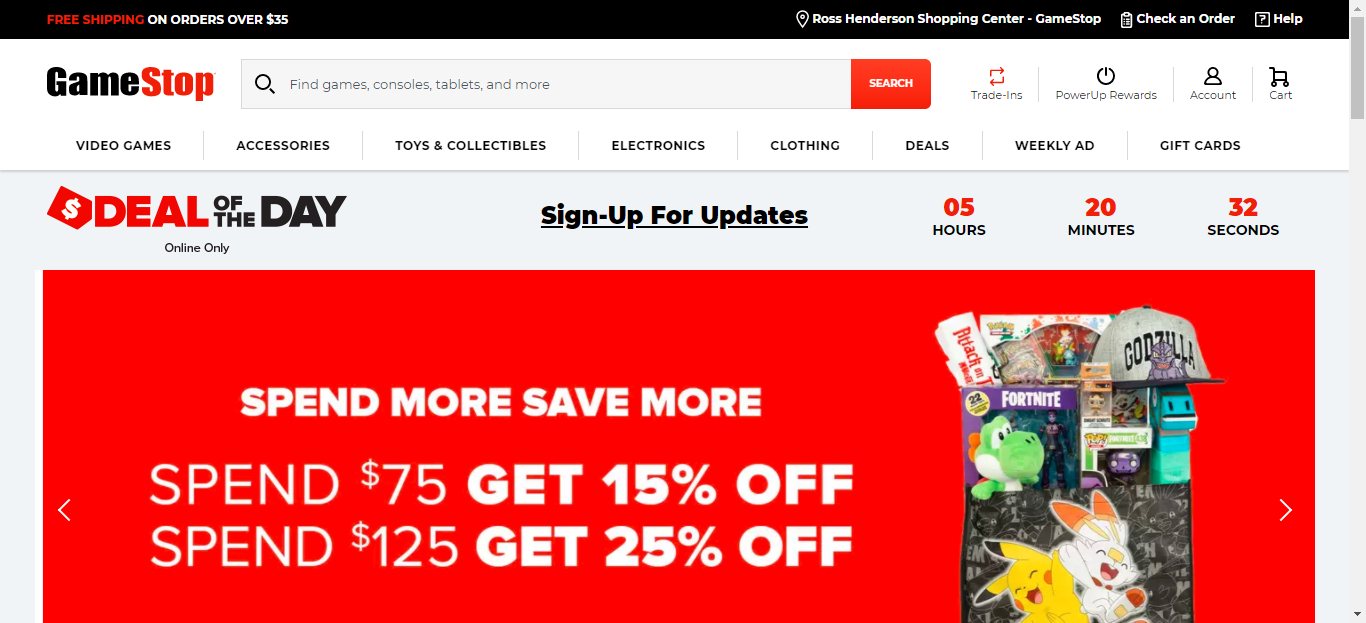 FREE SHIPPING ON ORDERS OVER $35
Ross Henderson Shopping Center - GameStop
Check an Order
Help
GameStop
Find games, consoles, tablets, and more
SEARCH
Trade-Ins
PowerUp Rewards
Account
Cart
VIDEO GAMES
ACCESSORIES
TOYS & COLLECTIBLES
ELECTRONICS
CLOTHING
DEALS
WEEKLY AD
GIFT CARDS
DEAL OF THE DAY
Online Only
Sign-Up For Updates
05 20 32
HOURS MINUTES SECONDS
SPEND MORE SAVE MORE
SPEND $75 GET 15% OFF
SPEND $125 GET 25% OFF
Attack on T
GODZILLA
22
FORTNITE
POP!